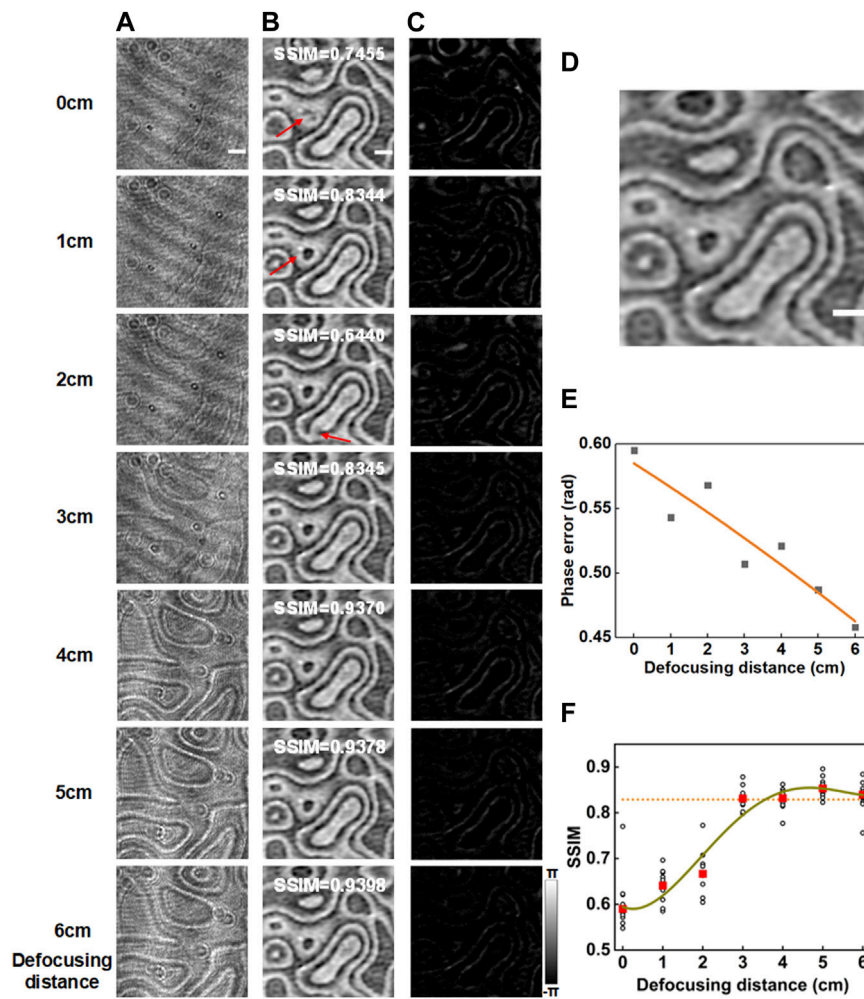 A
B
C
0cm
SSIM=0.7455
1cm
SSIM=0.8344
2cm
SSIM=0.6440
3cm
SSIM=0.8345
4cm
SSIM=0.9370
5cm
SSIM=0.9378
6cm
SSIM=0.9398
Defocusing
distance
π
-π
D
E
0.60
0.55
0.50
0.45
Phase error (rad)
0 1 2 3 4 5 6
Defocusing distance (cm)
F
0.9
0.8
0.7
0.6
0.5
SSIM
0 1 2 3 4 5 6
Defocusing distance (cm)